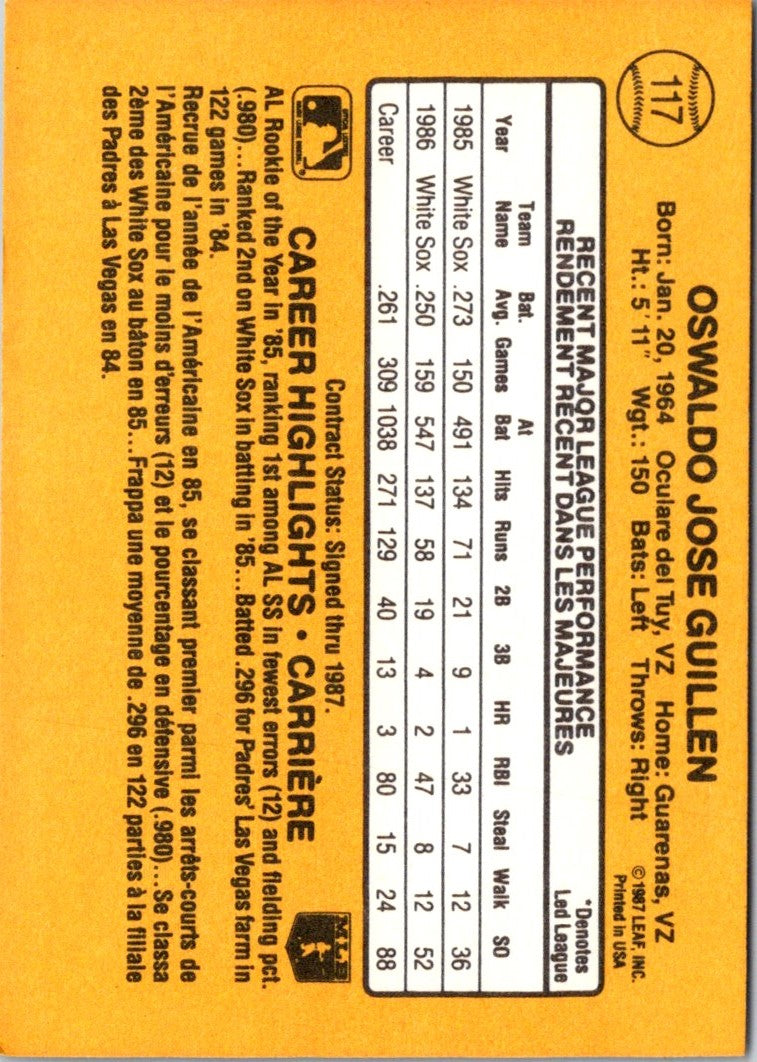 117
OSWALDO JOSE GUILLEN
Born: Jan. 20, 1964 Oculare del Tuy, VZ Home: Guarenas, VZ
Ht.: 5' 11" Wgt.: 150 Bats: Left Throws: Right
© 1987 LEAF, INC.
Printed in USA
RECENT MAJOR LEAGUE PERFORMANCE
RENDEMENT RÉCENT DANS LES MAJEURES
*Denotes
Led League
Year Team Name Bat. Avg. Games At Bat Hits Runs 2B 3B HR RBI Steal Walk SO
1985 White Sox .273 150 491 134 71 21 9 1 33 7 12 36
1986 White Sox .250 159 547 137 58 19 4 2 47 8 12 52
Career .261 309 1038 271 129 40 13 3 80 15 24 88
Contract Status: Signed thru 1987.
CAREER HIGHLIGHTS • CARRIÈRE
MLB
AL Rookie of the Year in '85, ranking 1st among AL SS in fewest errors (12) and fielding pct.
(.980)...Ranked 2nd on White Sox in batting in '85...Batted .296 for Padres' Las Vegas farm in
122 games in '84.
Recrue de l'année de l'Américaine en 85, se classant premier parmi les arrêts-courts de
l'Américaine pour le moins d'erreurs (12) et le pourcentage en défensive (.980)...Se classa
2ème des White Sox au bâton en 85...Frappa une moyenne de .296 en 122 parties à la filiale
des Padres à Las Vegas en 84.